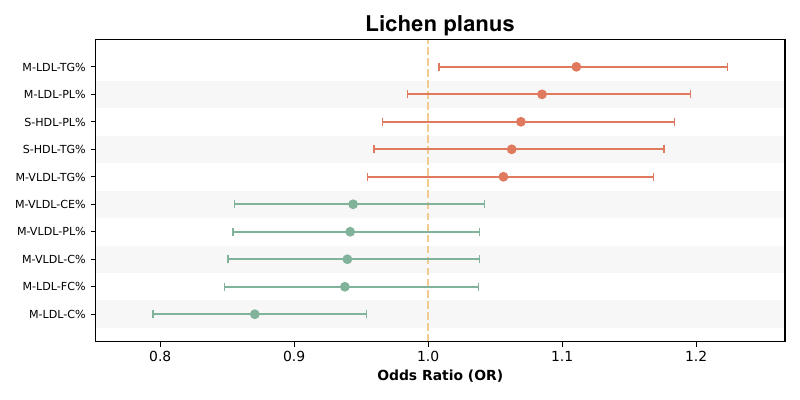 Lichen planus
M-LDL-TG%
M-LDL-PL%
S-HDL-PL%
S-HDL-TG%
M-VLDL-TG%
M-VLDL-CE%
M-VLDL-PL%
M-VLDL-C%
M-LDL-FC%
M-LDL-C%
0.8 0.9 1.0 1.1 1.2
Odds Ratio (OR)